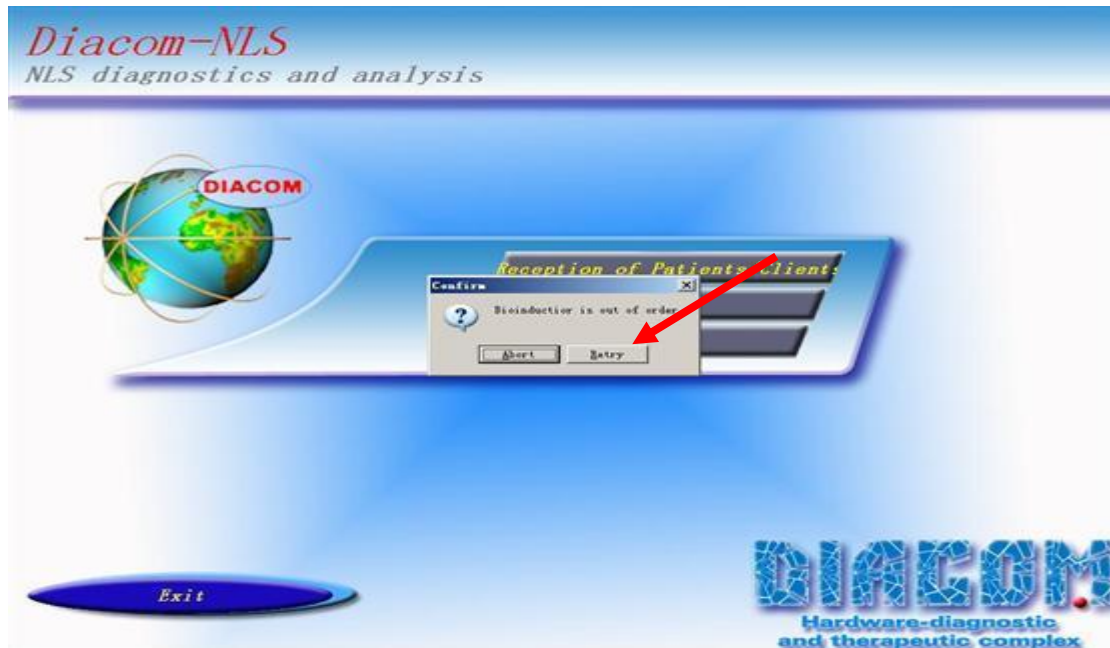 Diacom-NLS
NLS diagnostics and analysis
DIACOM
Reception of Patients/Clients
Confirm
Bioinductior is out of order
Abort
Retry
Exit
DIACOM
Hardware-diagnostic
and therapeutic complex